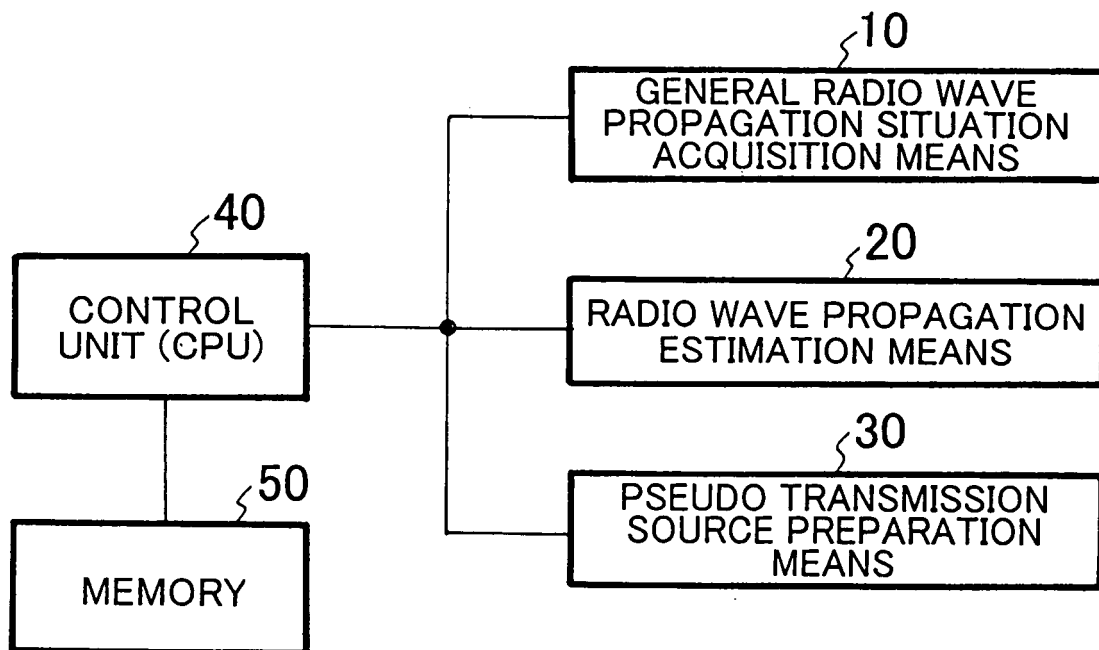 10
GENERAL RADIO WAVE
PROPAGATION SITUATION
ACQUISITION MEANS
40
CONTROL
UNIT (CPU)
20
RADIO WAVE PROPAGATION
ESTIMATION MEANS
30
PSEUDO TRANSMISSION
SOURCE PREPARATION
MEANS
50
MEMORY